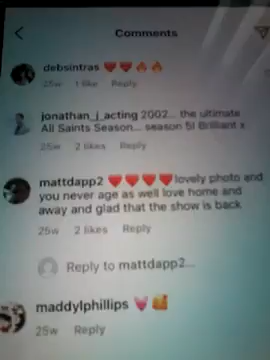 Comments
debsintras ❤️❤️🔥🔥
25w 1 like Reply
jonathan_j_acting 2002... the ultimate
All Saints Season... season 5! Brilliant x
25w 2 likes Reply
mattdapp2 ❤️❤️❤️❤️lovely photo and
you never age as well love home and
away and glad that the show is back
25w 2 likes Reply
Reply to mattdapp2...
maddylphillips
25w Reply